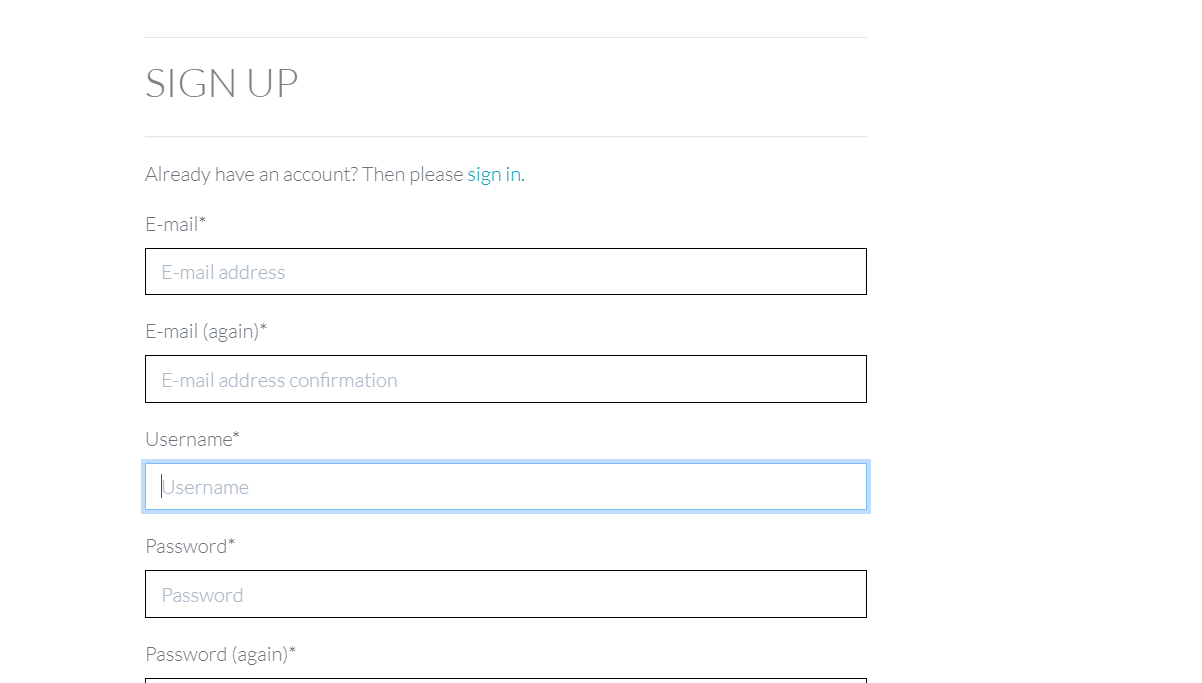 SIGN UP
Already have an account? Then please sign in.
E-mail*
E-mail address
E-mail (again)*
E-mail address confirmation
Username*
Username
Password*
Password
Password (again)*